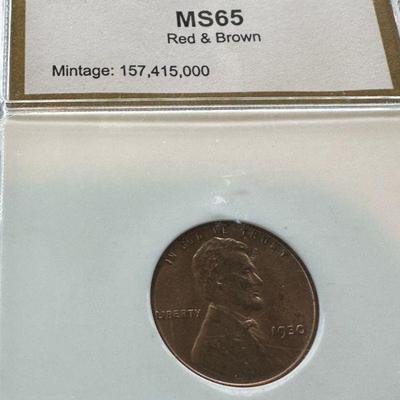 MS65
Red & Brown
Mintage: 157,415,000
IN GOD WE TRUST
LIBERTY
1930